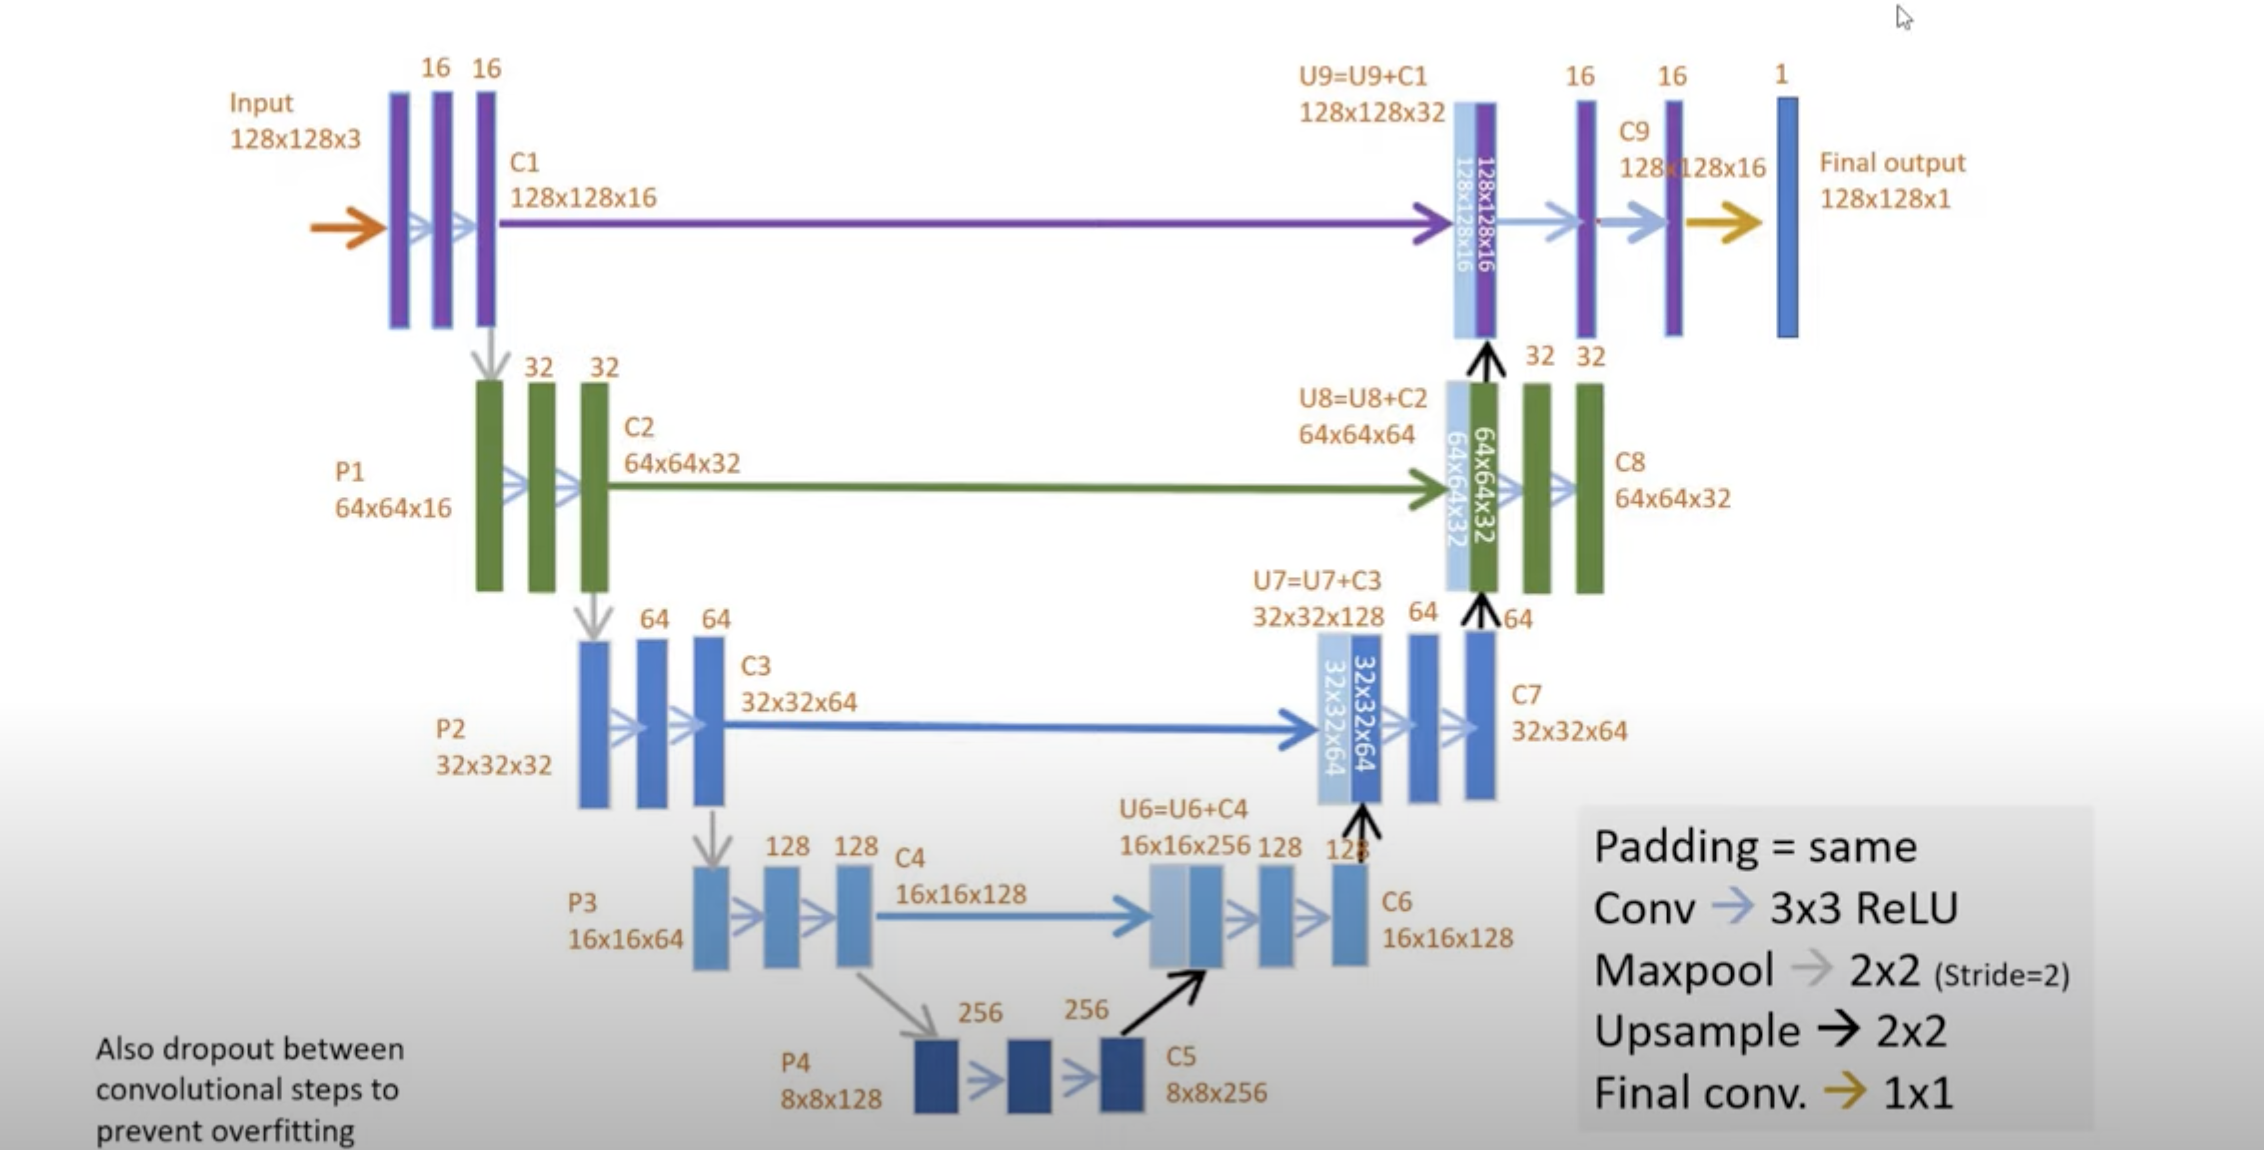 Input
128x128x3
16
16
C1
128x128x16
U9=U9+C1
128x128x32
128x128x16
128x128x16
16
16
C9
128x128x16
1
Final output
128x128x1
P1
64x64x16
32
32
C2
64x64x32
U8=U8+C2
64x64x64
64x64x32
64x64x32
32
32
C8
64x64x32
P2
32x32x32
64
64
C3
32x32x64
U7=U7+C3
32x32x128
32x32x64
32x32x64
64
64
C7
32x32x64
P3
16x16x64
128
128
C4
16x16x128
U6=U6+C4
16x16x256
128
128
C6
16x16x128
P4
8x8x128
256
256
C5
8x8x256
Also dropout between
convolutional steps to
prevent overfitting
Padding = same
Conv → 3x3 ReLU
Maxpool → 2x2 (Stride=2)
Upsample → 2x2
Final conv. → 1x1